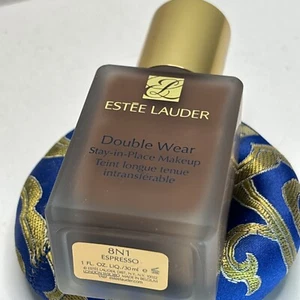 ESTĒE LAUDER
Double Wear
Stay-in-Place Makeup
Teint longue tenue
intransférable
8N1
ESPRESSO
1 FL. OZ. LIQ./30 ml e